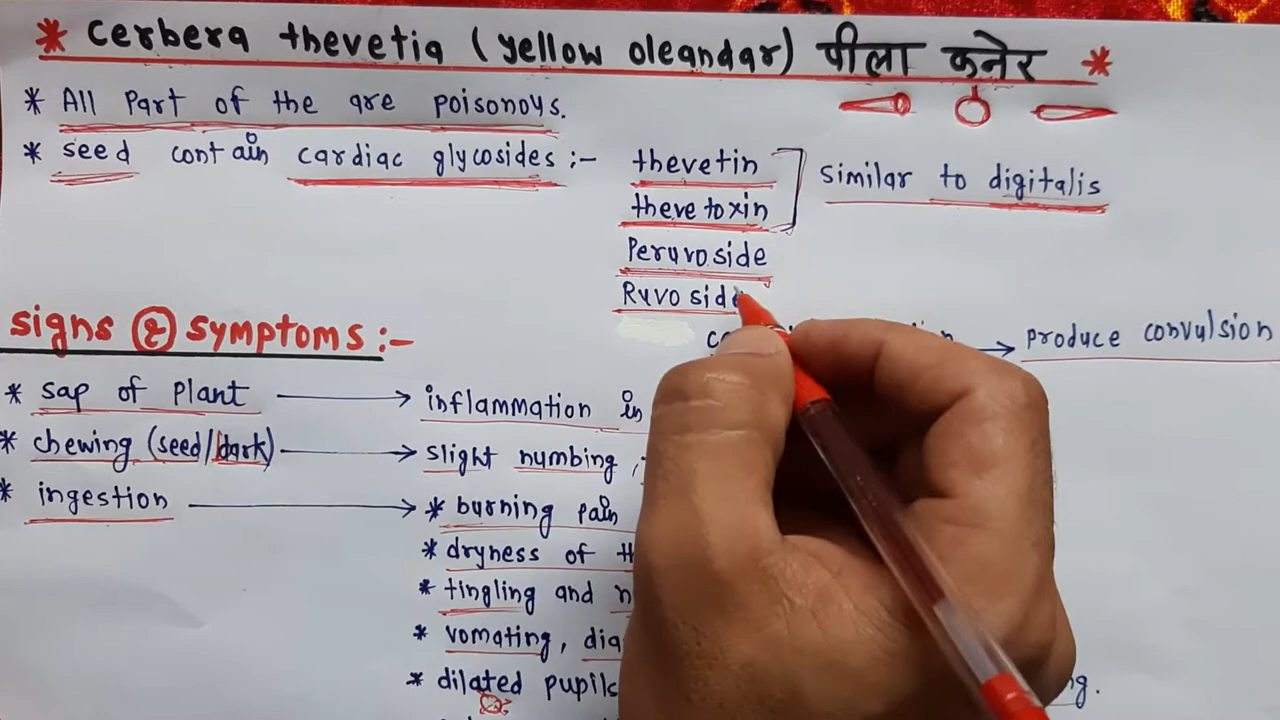 * Cerbera thevetia (yellow oleandar) पीला कनेर *
* All Part of the are poisonous.
* seed contain cardiac glycosides :- thevetin
thevetoxin
similar to digitalis
Peruvoside
Ruvoside
→ produce convulsion
signs & symptoms :-
* sap of plant → inflammation in
* chewing (seed/bark) → slight numbing,
* ingestion → * burning pain
* dryness of
* tingling and
* vomating,
* dilated pupils